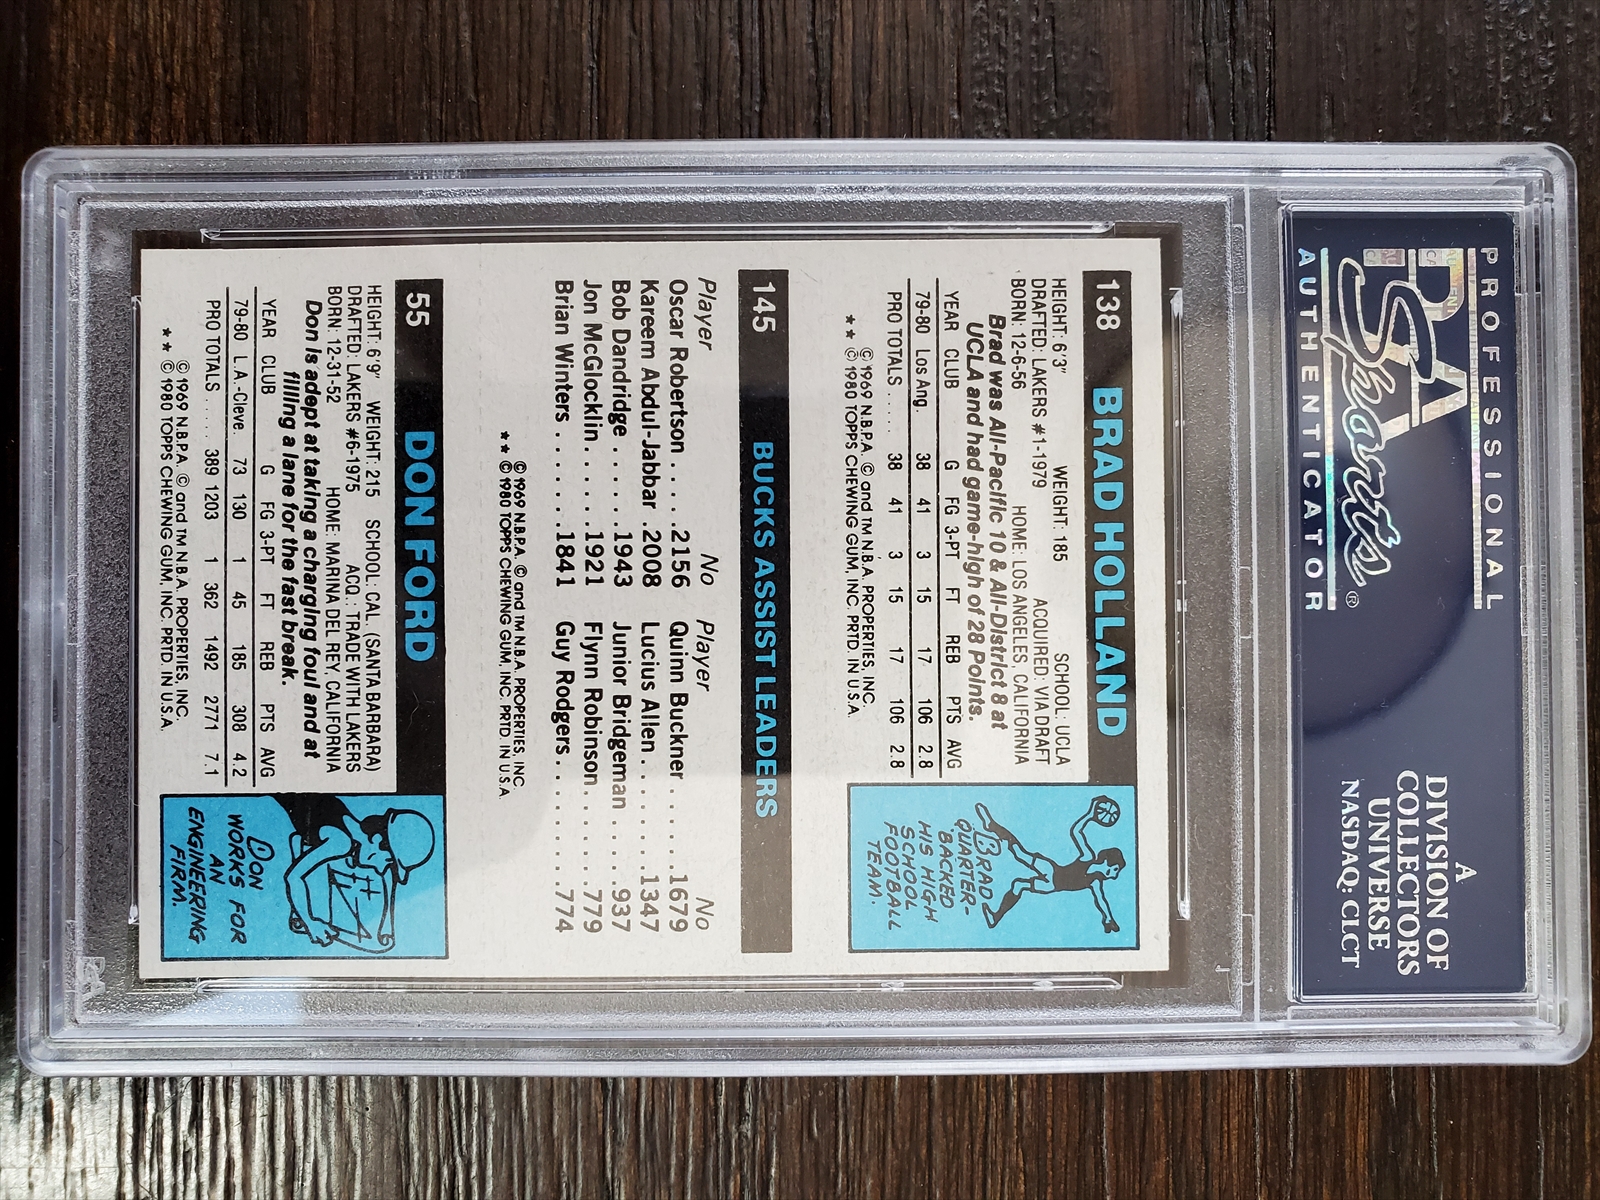 PROFESSIONAL
PSA
Sports®
AUTHENTICATOR
A
DIVISION OF
COLLECTORS
UNIVERSE
NASDAQ: CLCT
138 BRAD HOLLAND
HEIGHT: 6'3" WEIGHT: 185 SCHOOL: UCLA
DRAFTED: LAKERS #1-1979 ACQUIRED: VIA DRAFT
BORN: 12-6-56 HOME: LOS ANGELES, CALIFORNIA
Brad was All-Pacific 10 & All-District 8 at
UCLA and had game-high of 28 Points.
YEAR CLUB G FG 3-PT FT REB PTS AVG
79-80 Los Ang. 38 41 3 15 17 106 2.8
PRO TOTALS ..... 38 41 3 15 17 106 2.8
© 1969 N.B.P.A. © and TM N.B.A. PROPERTIES, INC.
** © 1980 TOPPS CHEWING GUM, INC. PRTD. IN U.S.A.
BRAD
QUARTER-
BACKED
HIS HIGH
SCHOOL
FOOTBALL
TEAM.
145 BUCKS ASSIST LEADERS
Player No Player No
Oscar Robertson .....2156 Quinn Buckner ......1679
Kareem Abdul-Jabbar .2008 Lucius Allen ........1347
Bob Dandridge ......1943 Junior Bridgeman ....937
Jon McGlocklin ......1921 Flynn Robinson ......779
Brian Winters ........1841 Guy Rodgers .........774
© 1969 N.B.P.A. © and TM N.B.A. PROPERTIES, INC.
** © 1980 TOPPS CHEWING GUM, INC. PRTD. IN U.S.A.
55 DON FORD
HEIGHT: 6'9" WEIGHT: 215 SCHOOL: CAL. (SANTA BARBARA)
DRAFTED: LAKERS #6-1975 ACQ.: TRADE WITH LAKERS
BORN: 12-31-52 HOME: MARINA DEL REY, CALIFORNIA
Don is adept at taking a charging foul and at
filling a lane for the fast break.
YEAR CLUB G FG 3-PT FT REB PTS AVG
79-80 L.A.-Cleve. 73 130 1 45 185 308 4.2
PRO TOTALS .... 389 1203 1 362 1492 2771 7.1
© 1969 N.B.P.A. © and TM N.B.A. PROPERTIES, INC.
** © 1980 TOPPS CHEWING GUM, INC. PRTD. IN U.S.A.
DON
WORKS FOR
AN
ENGINEERING
FIRM.